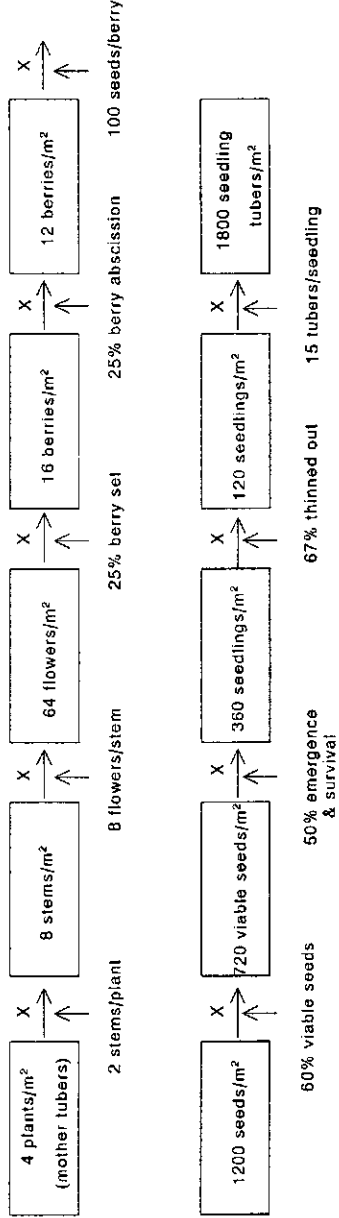 4 plants/m²
(mother tubers)
X
2 stems/plant
8 stems/m²
X
8 flowers/stem
64 flowers/m²
X
25% berry set
16 berries/m²
X
25% berry abscission
12 berries/m²
X
100 seeds/berry
1200 seeds/m²
X
60% viable seeds
720 viable seeds/m²
X
50% emergence
& survival
360 seedlings/m²
X
67% thinned out
120 seedlings/m²
X
15 tubers/seedling
1800 seedling
tubers/m²